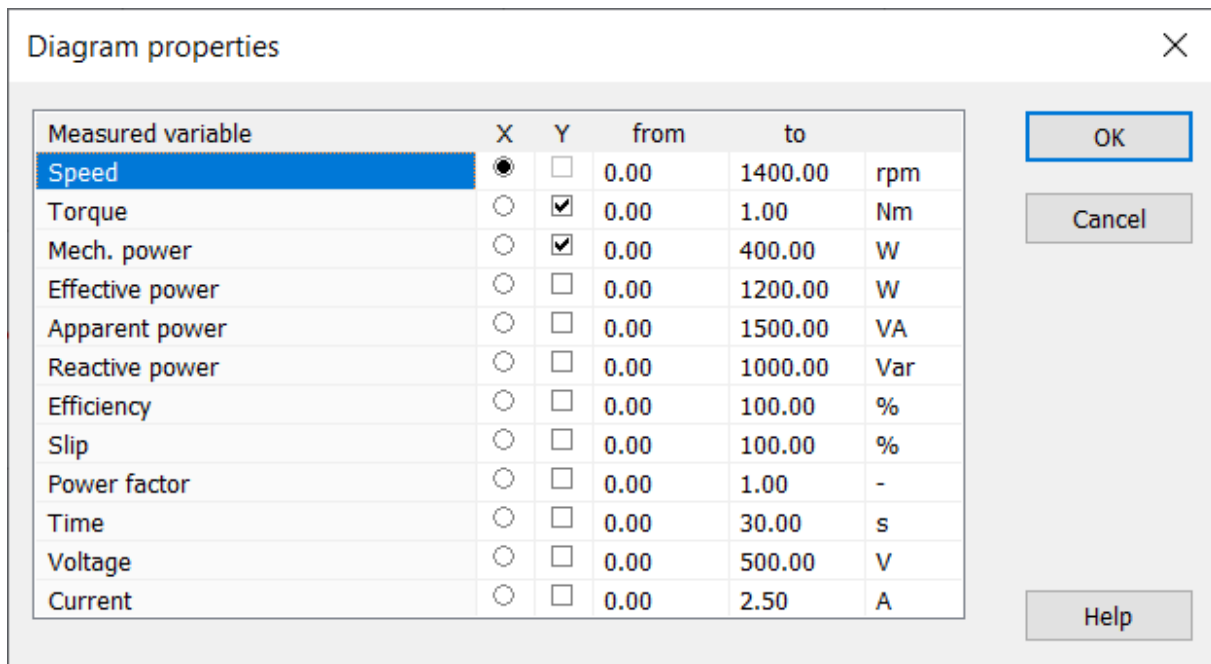 Diagram properties
Measured variable X Y from to
Speed 0.00 1400.00 rpm
Torque 0.00 1.00 Nm
Mech. power 0.00 400.00 W
Effective power 0.00 1200.00 W
Apparent power 0.00 1500.00 VA
Reactive power 0.00 1000.00 Var
Efficiency 0.00 100.00 %
Slip 0.00 100.00 %
Power factor 0.00 1.00 -
Time 0.00 30.00 s
Voltage 0.00 500.00 V
Current 0.00 2.50 A
OK
Cancel
Help